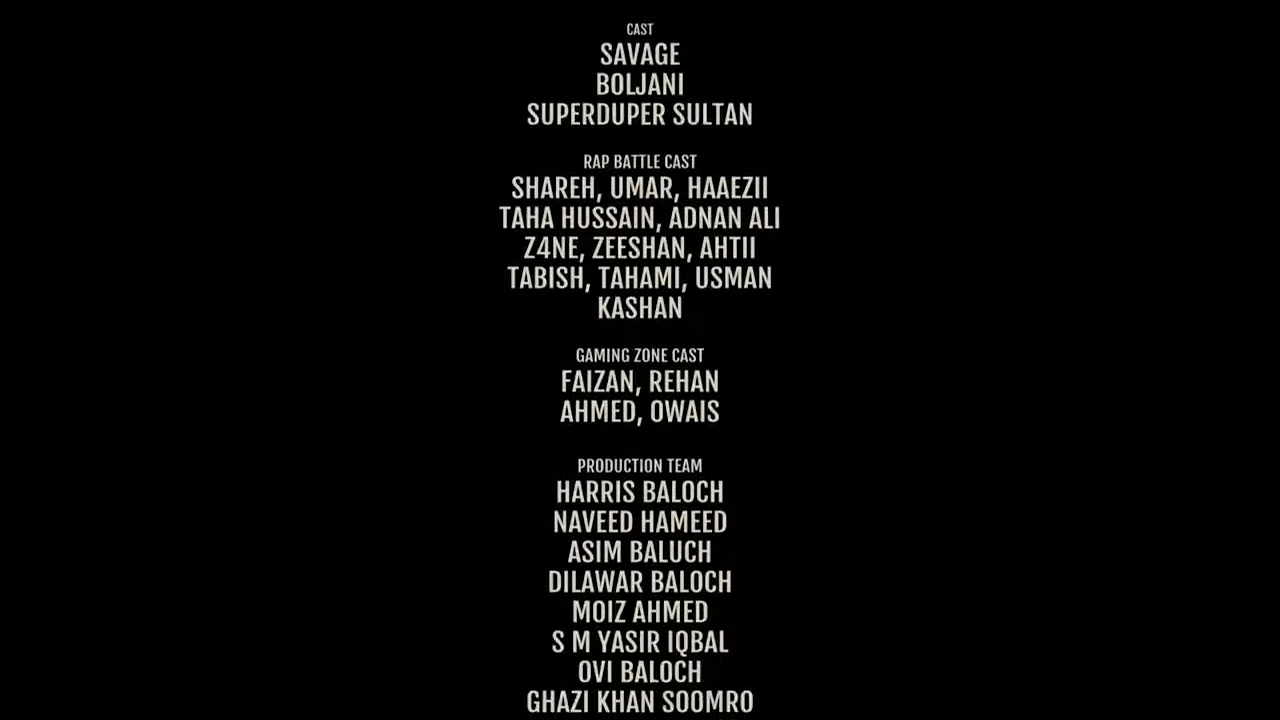 CAST
SAVAGE
BOLJANI
SUPERDUPER SULTAN
RAP BATTLE CAST
SHAREH, UMAR, HAAEZII
TAHA HUSSAIN, ADNAN ALI
Z4NE, ZEESHAN, AHTII
TABISH, TAHAMI, USMAN
KASHAN
GAMING ZONE CAST
FAIZAN, REHAN
AHMED, OWAIS
PRODUCTION TEAM
HARRIS BALOCH
NAVEED HAMEED
ASIM BALUCH
DILAWAR BALOCH
MOIZ AHMED
S M YASIR IQBAL
OVI BALOCH
GHAZI KHAN SOOMRO